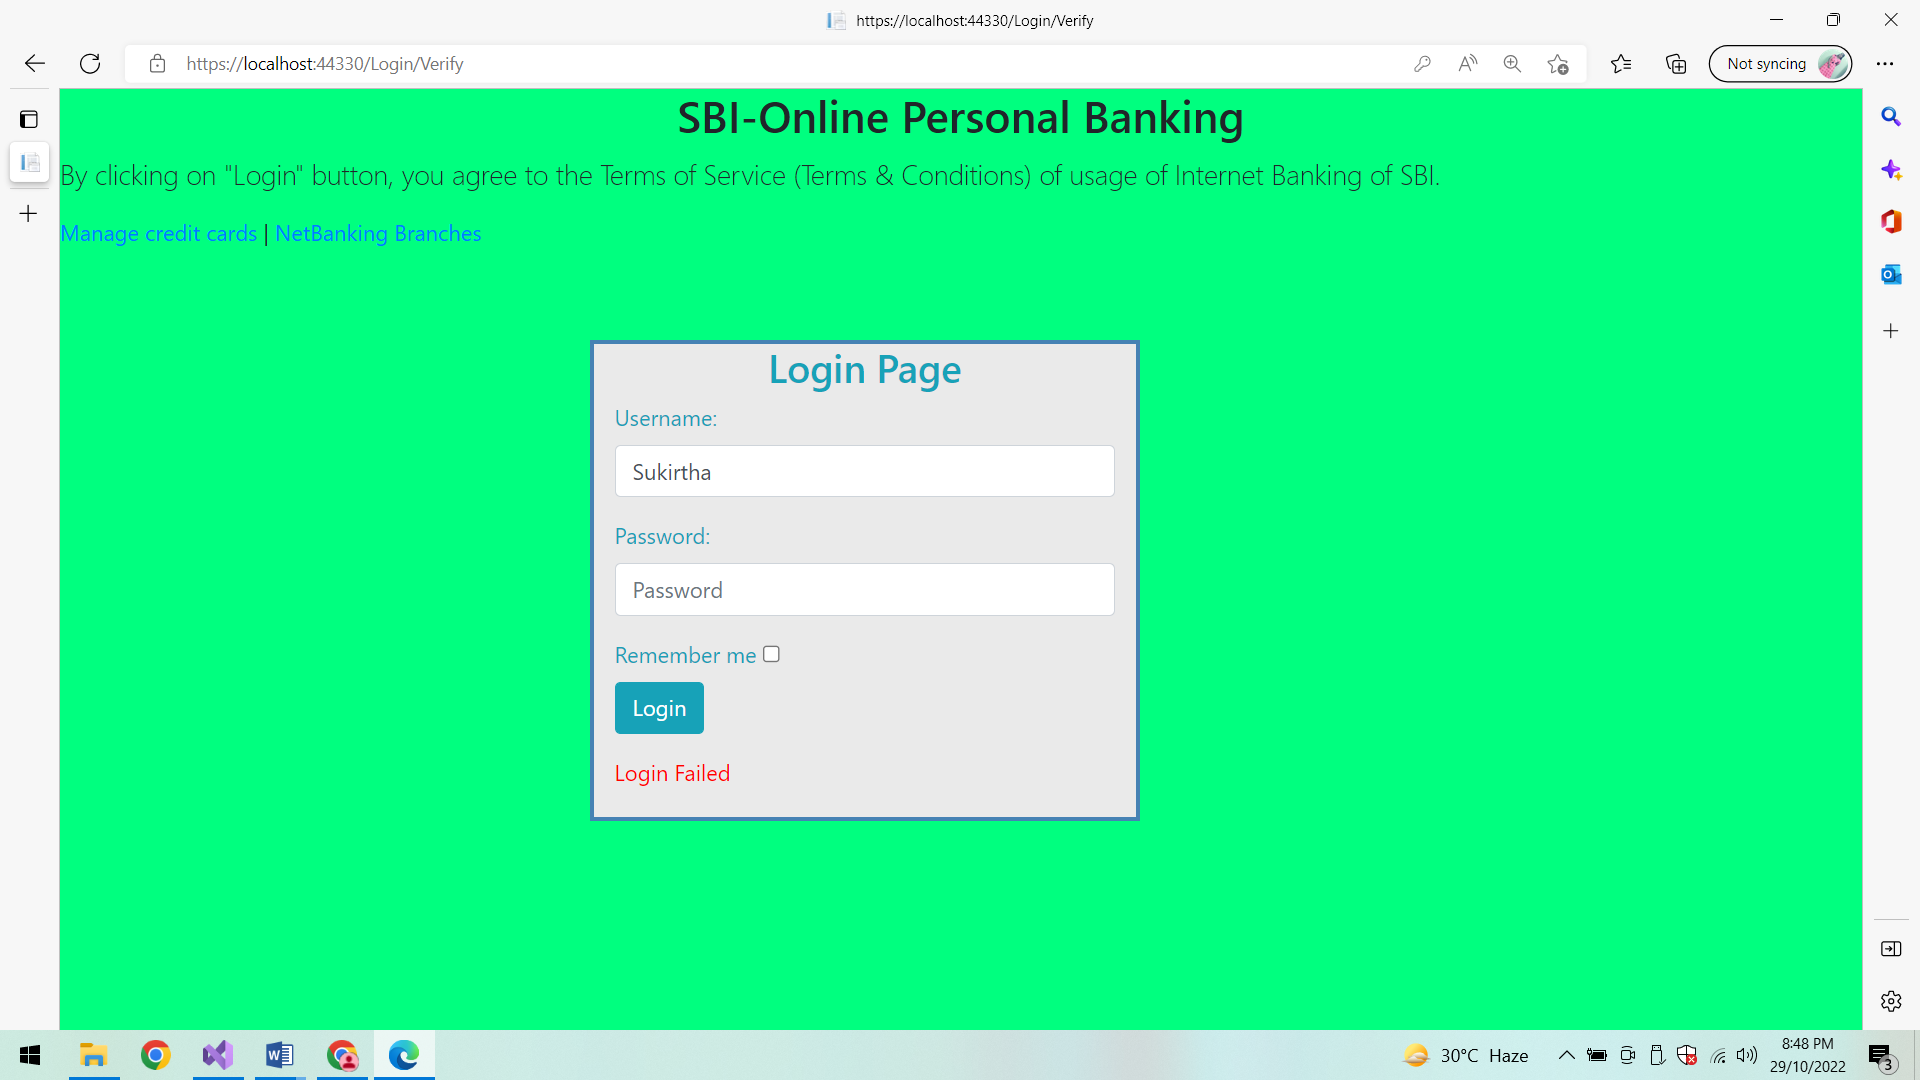 https://localhost:44330/Login/Verify
https://localhost:44330/Login/Verify
Not syncing
SBI-Online Personal Banking
By clicking on "Login" button, you agree to the Terms of Service (Terms & Conditions) of usage of Internet Banking of SBI.
Manage credit cards | NetBanking Branches
Login Page
Username:
Sukirtha
Password:
Password
Remember me
Login
Login Failed
30°C Haze
8:48 PM
29/10/2022
3